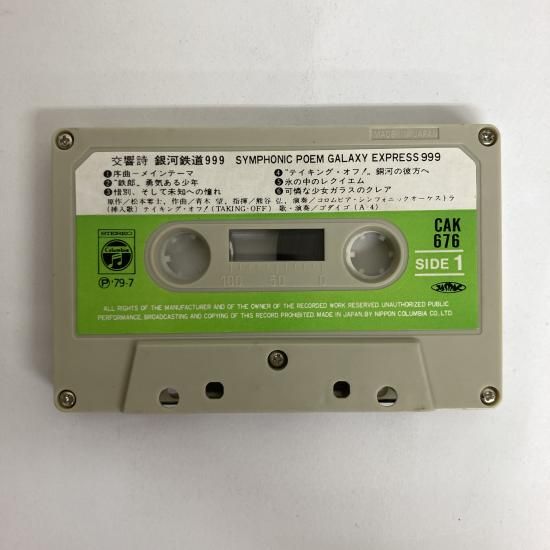 MADE IN JAPAN
交響詩 銀河鉄道999 SYMPHONIC POEM GALAXY EXPRESS 999
①序曲−メインテーマ
②"鉄郎、勇気ある少年
③惜別、そして未知への憧れ
④"テイキング・オフ!"。銀河の彼方へ
⑤氷の中のレクイエム
⑥可憐な少女ガラスのクレア
原作/松本零士、作曲/青木 望、指揮/熊谷 弘、演奏/コロムビア・シンフォニックオーケストラ
(挿入歌)テイキング・オフ!(TAKING-OFF) 歌・演奏/ゴダイゴ(A-4)
STEREO
Columbia
Ⓟ'79-7
CAK
676
SIDE 1
100 50 0
ALL RIGHTS OF THE MANUFACTURER AND OF THE OWNER OF THE RECORDED WORK RESERVED. UNAUTHORIZED PUBLIC
PERFORMANCE, BROADCASTING AND COPYING OF THIS RECORD PROHIBITED. MADE IN JAPAN. BY NIPPON COLUMBIA CO., LTD.